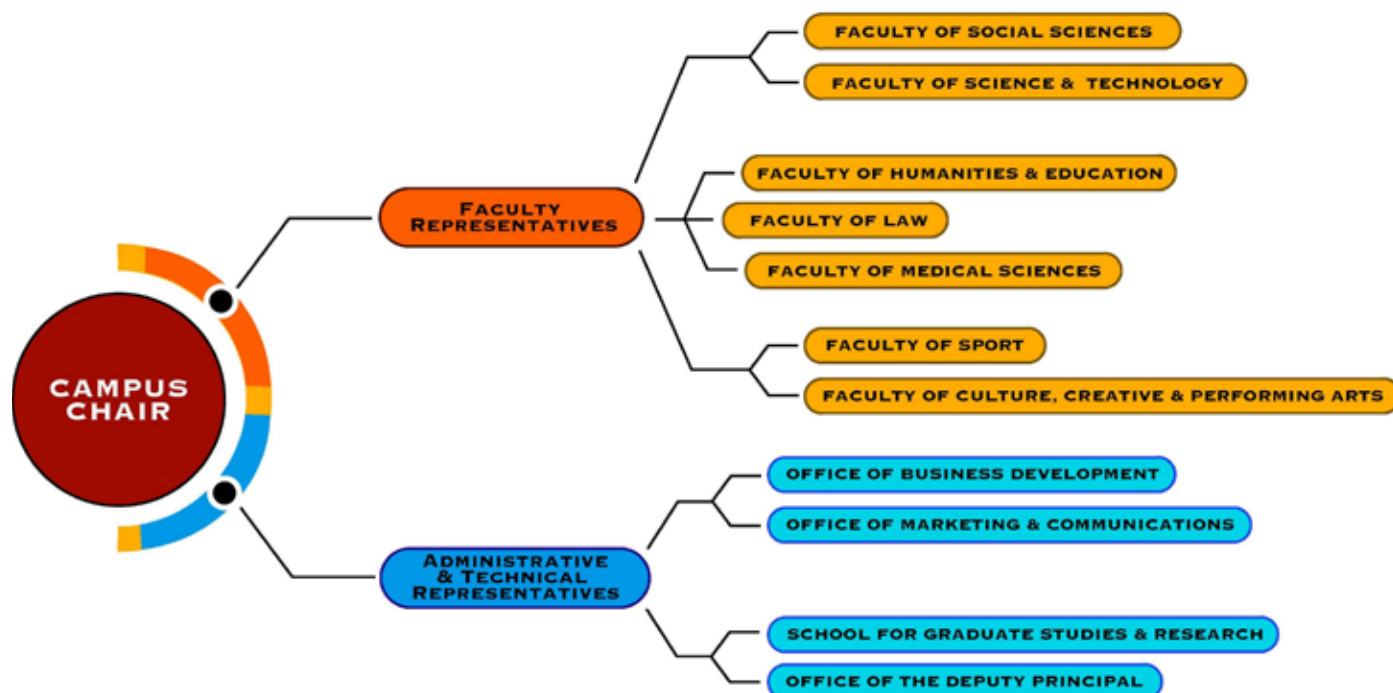 CAMPUS
CHAIR
FACULTY
REPRESENTATIVES
FACULTY OF SOCIAL SCIENCES
FACULTY OF SCIENCE & TECHNOLOGY
FACULTY OF HUMANITIES & EDUCATION
FACULTY OF LAW
FACULTY OF MEDICAL SCIENCES
FACULTY OF SPORT
FACULTY OF CULTURE, CREATIVE & PERFORMING ARTS
ADMINISTRATIVE
& TECHNICAL
REPRESENTATIVES
OFFICE OF BUSINESS DEVELOPMENT
OFFICE OF MARKETING & COMMUNICATIONS
SCHOOL FOR GRADUATE STUDIES & RESEARCH
OFFICE OF THE DEPUTY PRINCIPAL